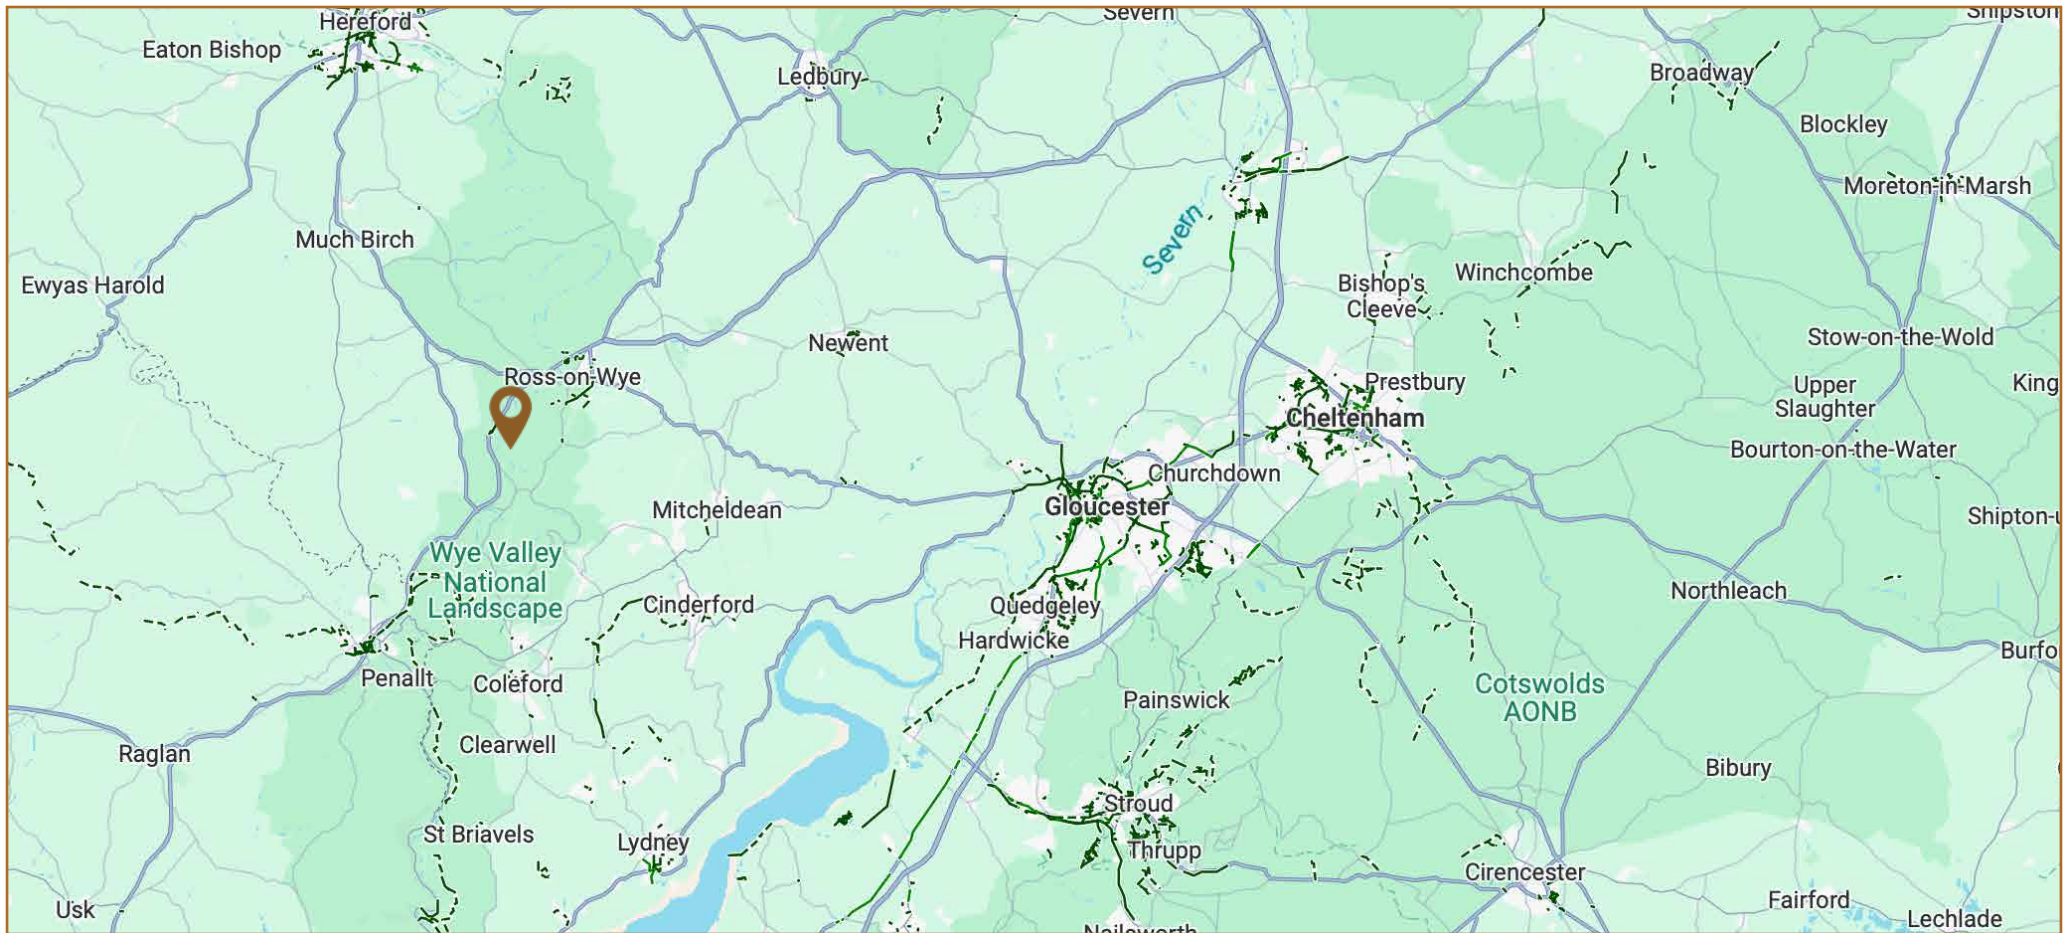 Hereford
Severn
Shipston
Eaton Bishop
Ledbury
Broadway
Blockley
Moreton-in-Marsh
Much Birch
Severn
Ewyas Harold
Bishop's
Cleeve
Winchcombe
Newent
Stow-on-the-Wold
Ross-on-Wye
Prestbury
Upper
Slaughter
King
Cheltenham
Bourton-on-the-Water
Churchdown
Mitcheldean
Gloucester
Shipton-u
Wye Valley
National
Landscape
Cinderford
Quedgeley
Northleach
Hardwicke
Burfo
Penallt
Coleford
Painswick
Cotswolds
AONB
Clearwell
Raglan
Bibury
Stroud
St Briavels
Lydney
Thrupp
Cirencester
Usk
Fairford
Lechlade
Nailsworth